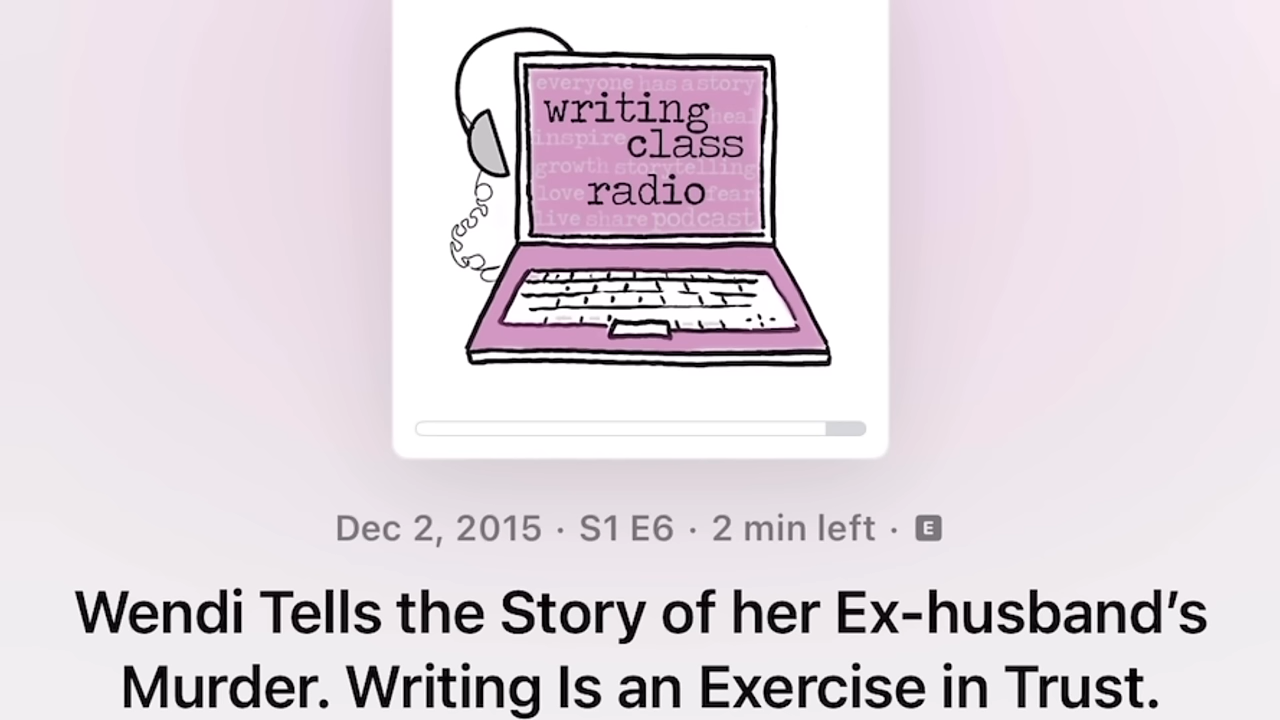 everyone has a story
writing
heal
inspire
class
growth storytelling
love
radio
fear
live share podcast
Dec 2, 2015 · S1 E6 · 2 min left · E
Wendi Tells the Story of her Ex-husband’s
Murder. Writing Is an Exercise in Trust.